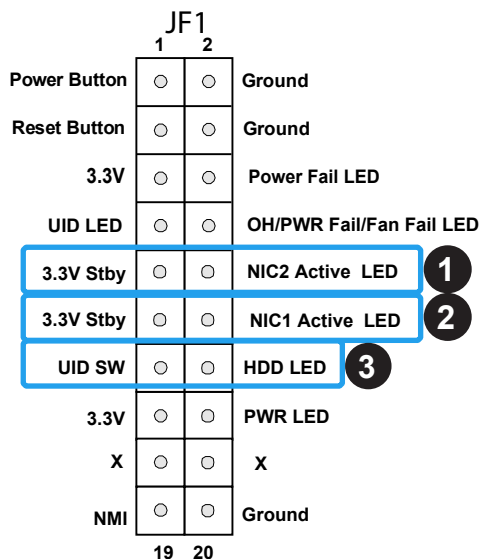 JF1
1 2
Power Button Ground
Reset Button Ground
3.3V Power Fail LED
UID LED OH/PWR Fail/Fan Fail LED
3.3V Stby NIC2 Active LED 1
3.3V Stby NIC1 Active LED 2
UID SW HDD LED 3
3.3V PWR LED
X X
NMI Ground
19 20